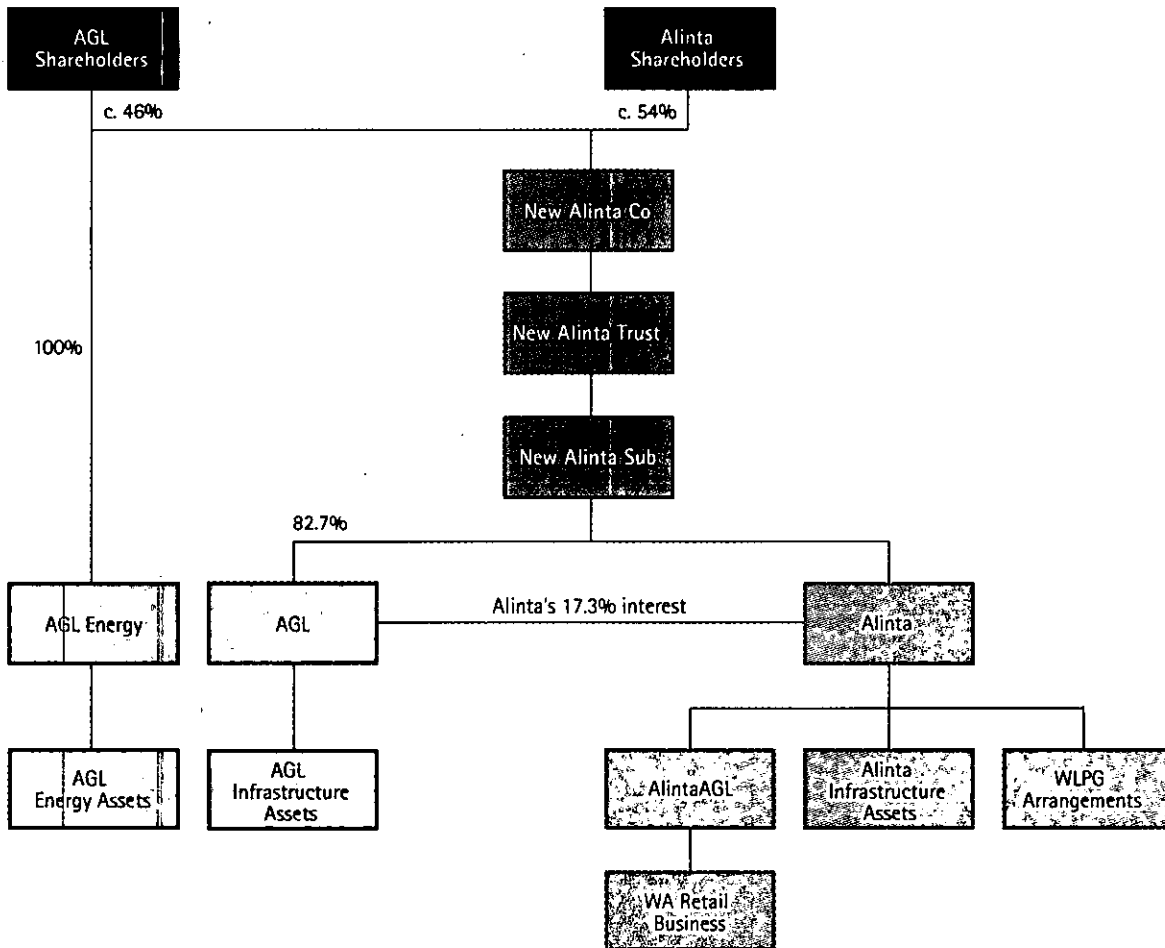 AGL
Shareholders
Alinta
Shareholders
c. 46%
c. 54%
New Alinta Co
New Alinta Trust
100%
New Alinta Sub
82.7%
AGL Energy
AGL
Alinta's 17.3% interest
Alinta
AGL
Energy Assets
AGL
Infrastructure
Assets
AlintaAGL
Alinta
Infrastructure
Assets
WLPG
Arrangements
WA Retail
Business